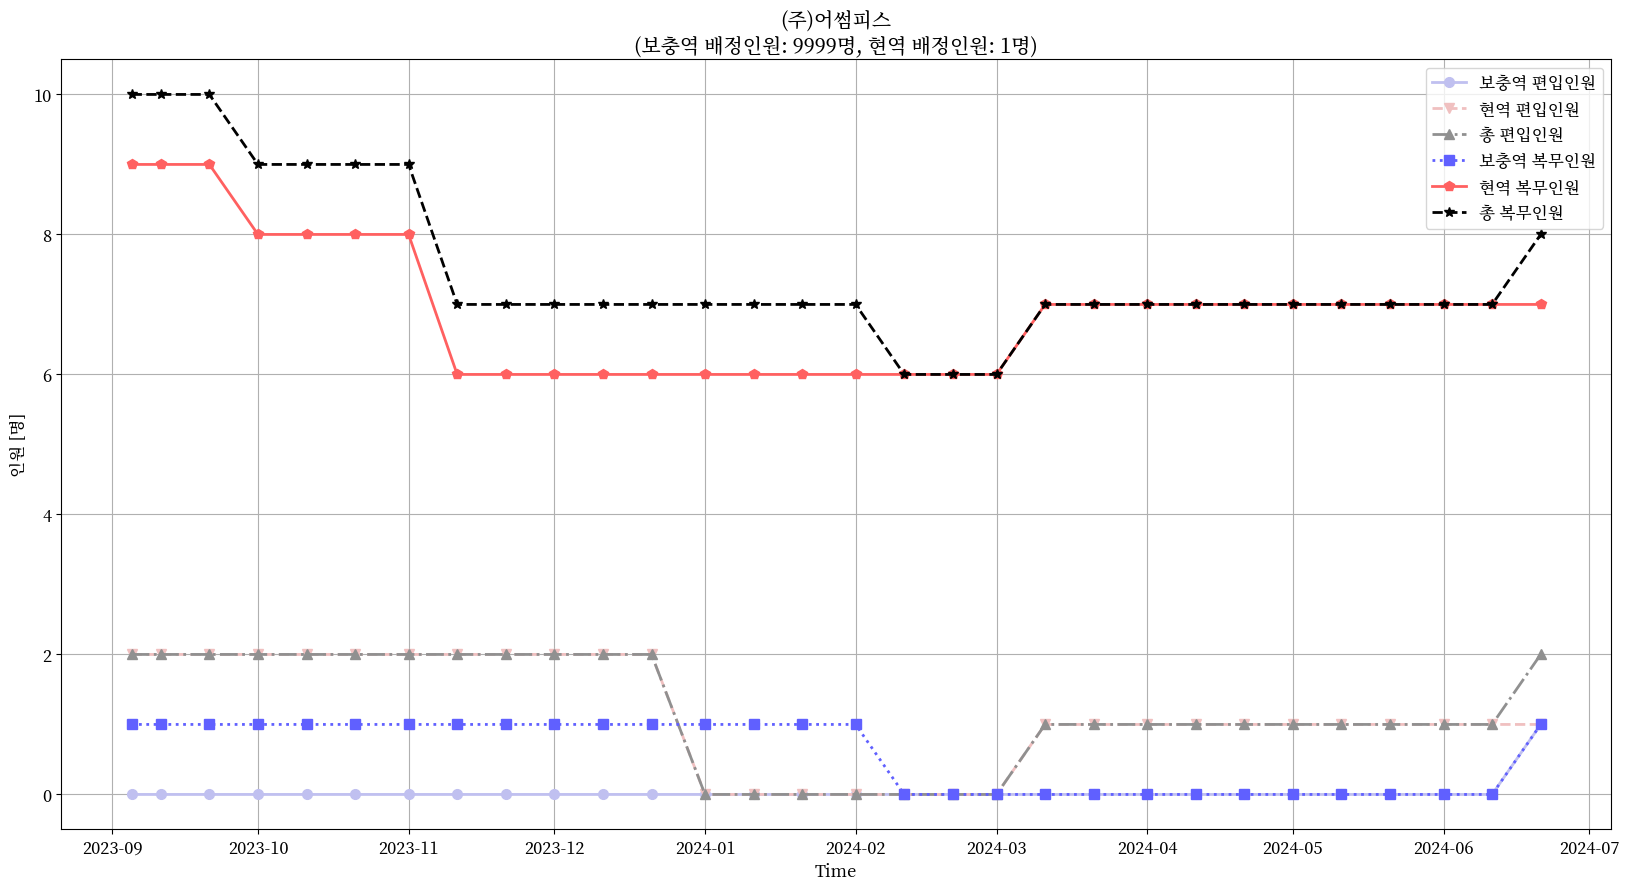 (주)어썸피스
(보충역 배정인원: 9999명, 현역 배정인원: 1명)
보충역 편입인원
현역 편입인원
총 편입인원
보충역 복무인원
현역 복무인원
총 복무인원
인원 [명]
10
8
6
4
2
0
2023-09
2023-10
2023-11
2023-12
2024-01
2024-02
2024-03
2024-04
2024-05
2024-06
2024-07
Time